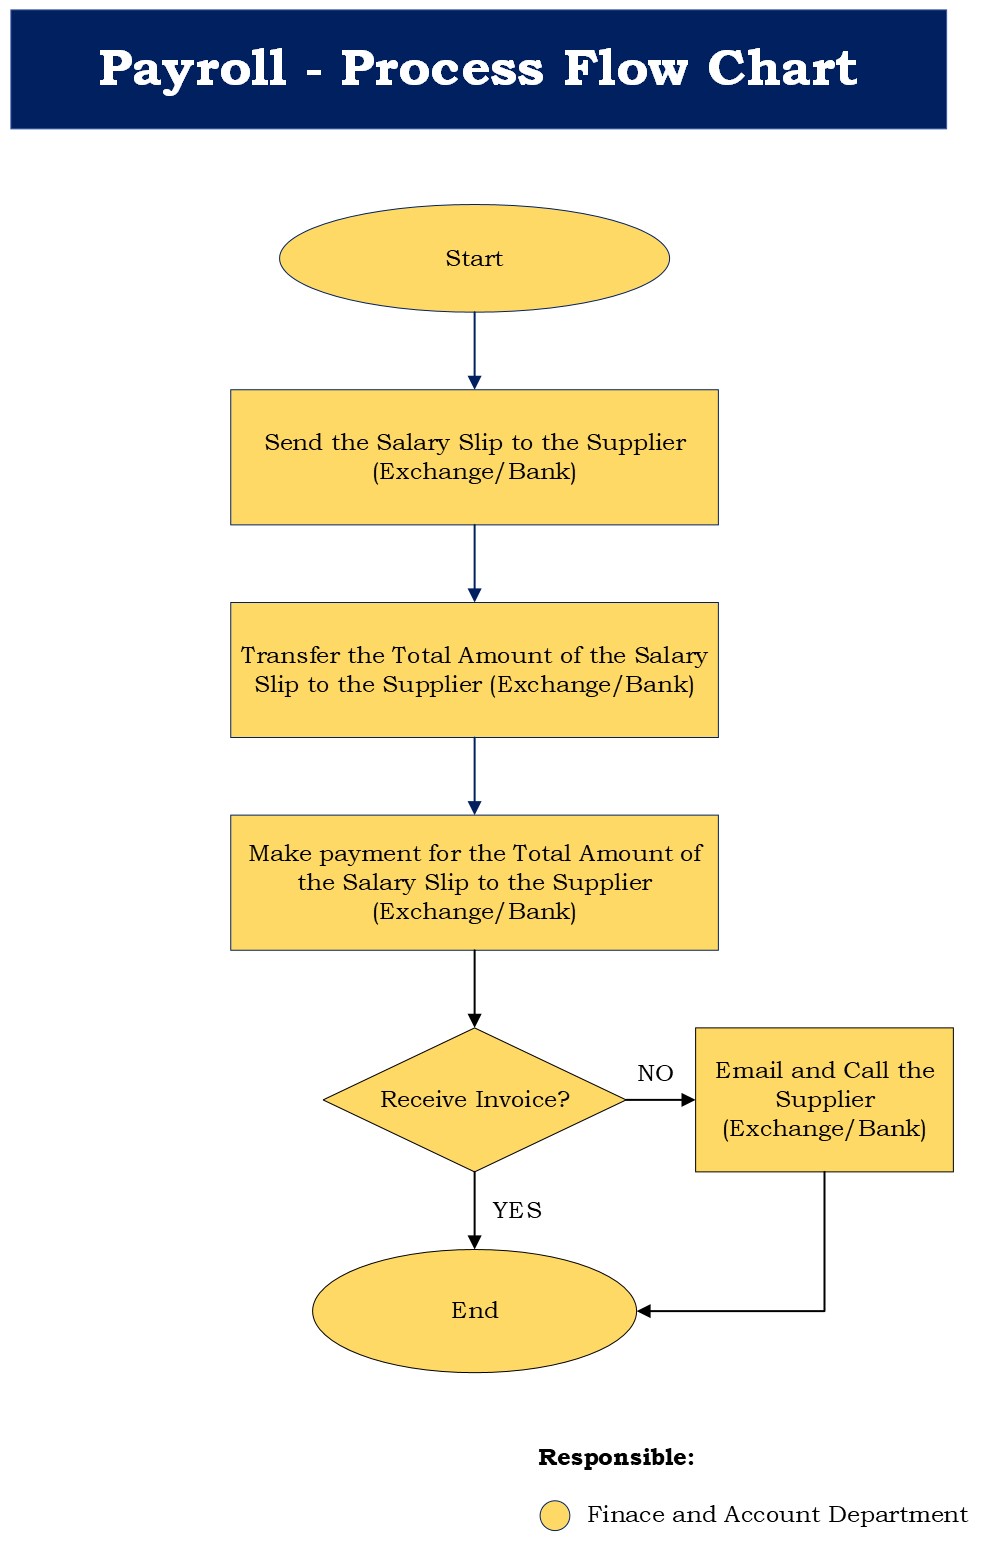 Payroll - Process Flow Chart
Start
Send the Salary Slip to the Supplier
(Exchange/Bank)
Transfer the Total Amount of the Salary
Slip to the Supplier (Exchange/Bank)
Make payment for the Total Amount of
the Salary Slip to the Supplier
(Exchange/Bank)
Receive Invoice?
NO
Email and Call the
Supplier
(Exchange/Bank)
YES
End
Responsible:
Finace and Account Department